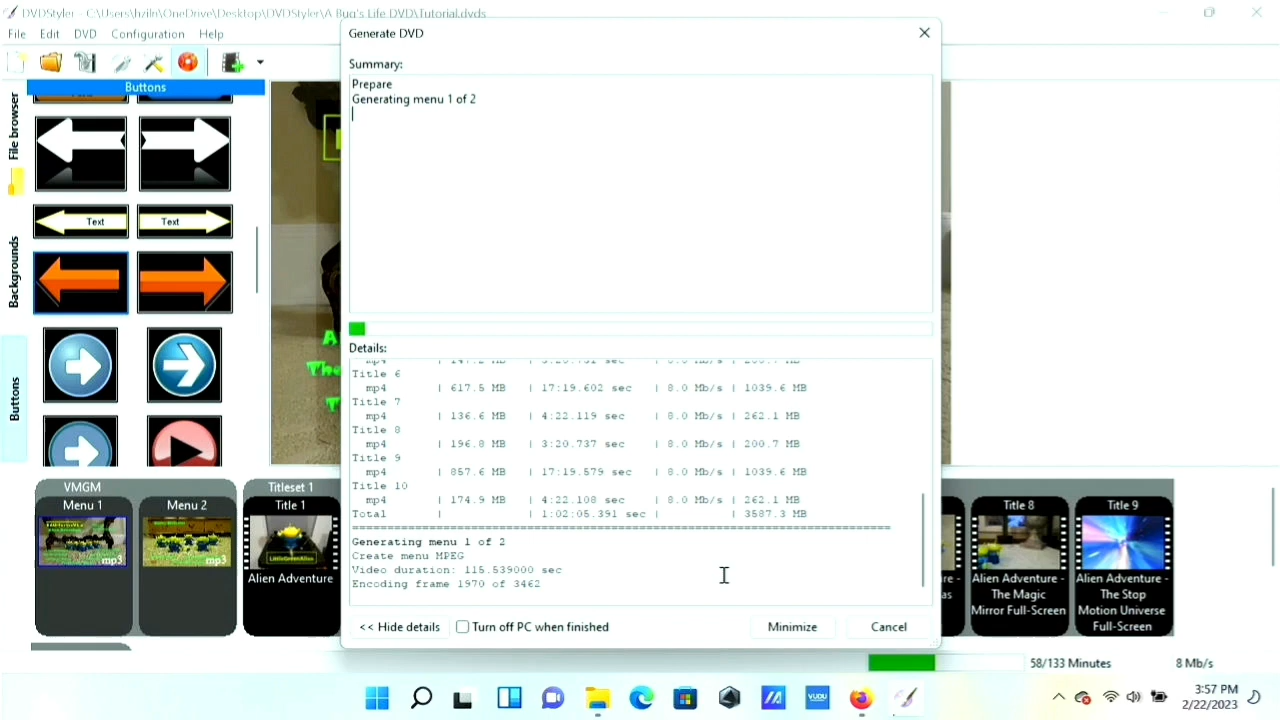 DVDStyler - C:\Users\hziln\OneDrive\Desktop\DVDStyler\A Bug's Life DVD\Tutorial.dvds
File Edit DVD Configuration Help
Generate DVD
Summary:
Prepare
Generating menu 1 of 2
Buttons
File browser
Backgrounds
Buttons
Text
Text
Details:
Title 6
mp4 | 617.5 MB | 17:19.602 sec | 8.0 Mb/s | 1039.6 MB
Title 7
mp4 | 136.6 MB | 4:22.119 sec | 8.0 Mb/s | 262.1 MB
Title 8
mp4 | 196.8 MB | 3:20.737 sec | 8.0 Mb/s | 200.7 MB
Title 9
mp4 | 857.6 MB | 17:19.579 sec | 8.0 Mb/s | 1039.6 MB
Title 10
mp4 | 174.9 MB | 4:22.108 sec | 8.0 Mb/s | 262.1 MB
Total | | 1:02:05.391 sec | | 3587.3 MB
================================================================
Generating menu 1 of 2
Create menu MPEG
Video duration: 115.539000 sec
Encoding frame 1970 of 3462
<< Hide details
Turn off PC when finished
Minimize
Cancel
VMGM
Menu 1
mp3
Menu 2
mp3
Titleset 1
Title 1
LittleGreenAlien
Alien Adventure
Title 8
Alien Adventure -
The Magic
Mirror Full-Screen
Title 9
Alien Adventure -
The Stop
Motion Universe
Full-Screen
58/133 Minutes
8 Mb/s
VUDU
3:57 PM
2/22/2023